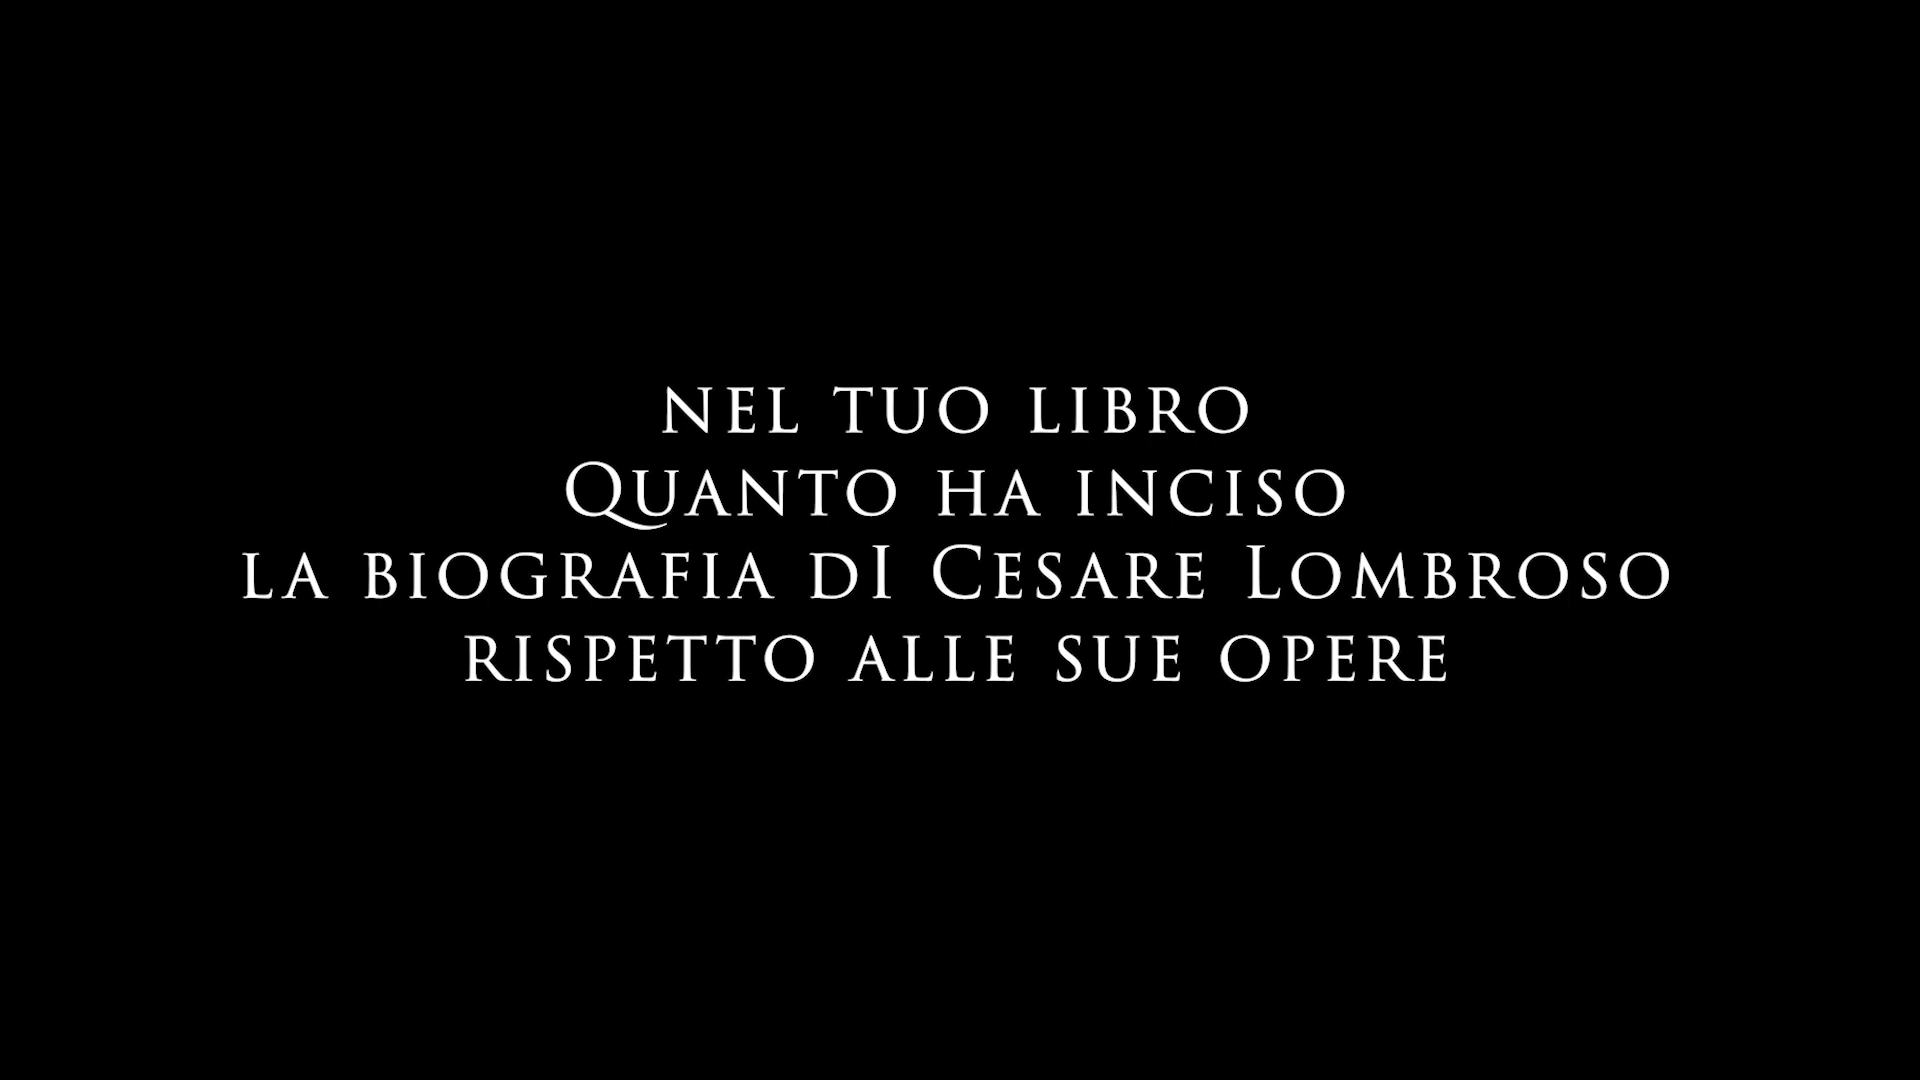 NEL TUO LIBRO
QUANTO HA INCISO
LA BIOGRAFIA DI CESARE LOMBROSO
RISPETTO ALLE SUE OPERE